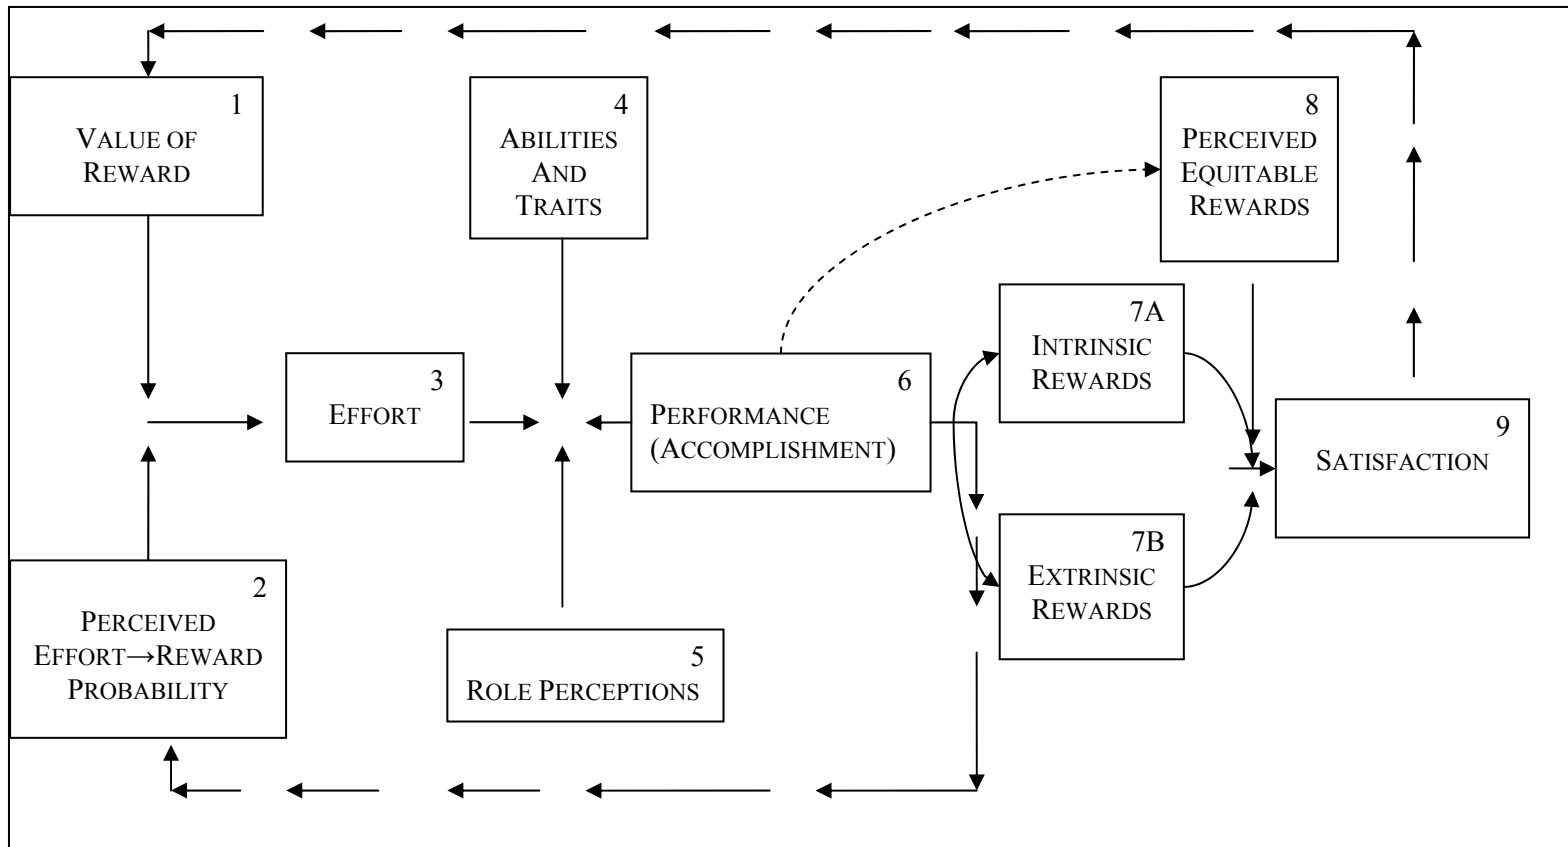 1
VALUE OF
REWARD
4
ABILITIES
AND
TRAITS
8
PERCEIVED
EQUITABLE
REWARDS
7A
INTRINSIC
REWARDS
3
EFFORT
6
PERFORMANCE
(ACCOMPLISHMENT)
9
SATISFACTION
7B
EXTRINSIC
REWARDS
2
PERCEIVED
EFFORT→REWARD
PROBABILITY
5
ROLE PERCEPTIONS